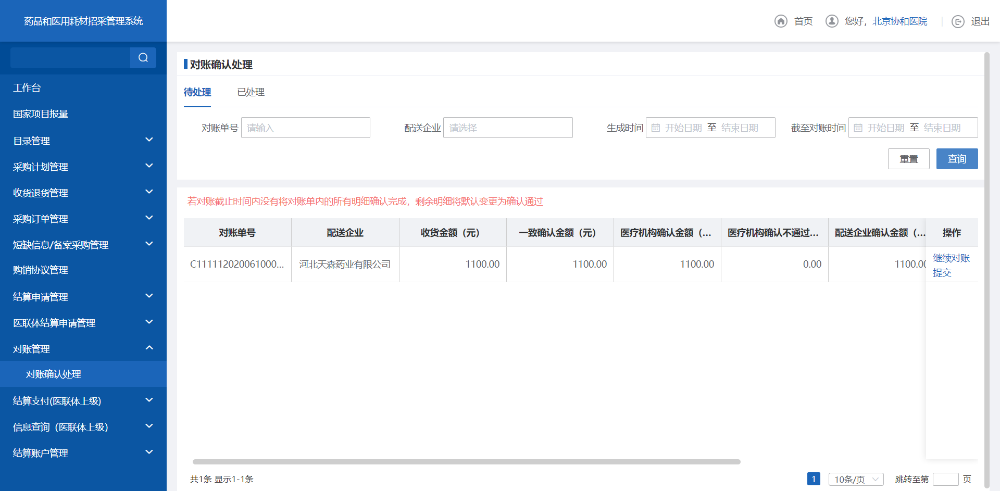 药品和医用耗材招采管理系统
首页
您好，北京协和医院
退出
工作台
国家项目报量
目录管理
采购计划管理
收货退货管理
采购订单管理
短缺信息/备案采购管理
购销协议管理
结算申请管理
医联体结算申请管理
对账管理
对账确认处理
结算支付(医联体上级)
信息查询（医联体上级）
结算账户管理
对账确认处理
待处理 已处理
对账单号 请输入 配送企业 请选择 生成时间 开始日期 至 结束日期 截至对账时间 开始日期 至 结束日期
重置 查询
若对账截止时间内没有将对账单内的所有明细确认完成，剩余明细将默认变更为确认通过
对账单号 配送企业 收货金额（元） 一致确认金额（元） 医疗机构确认金额（... 医疗机构确认不通过... 配送企业确认金额（... 操作
C111112020061000... 河北天森药业有限公司 1100.00 1100.00 1100.00 0.00 1100.00 继续对账
提交
共1条 显示1-1条
1 10条/页 跳转至第 页